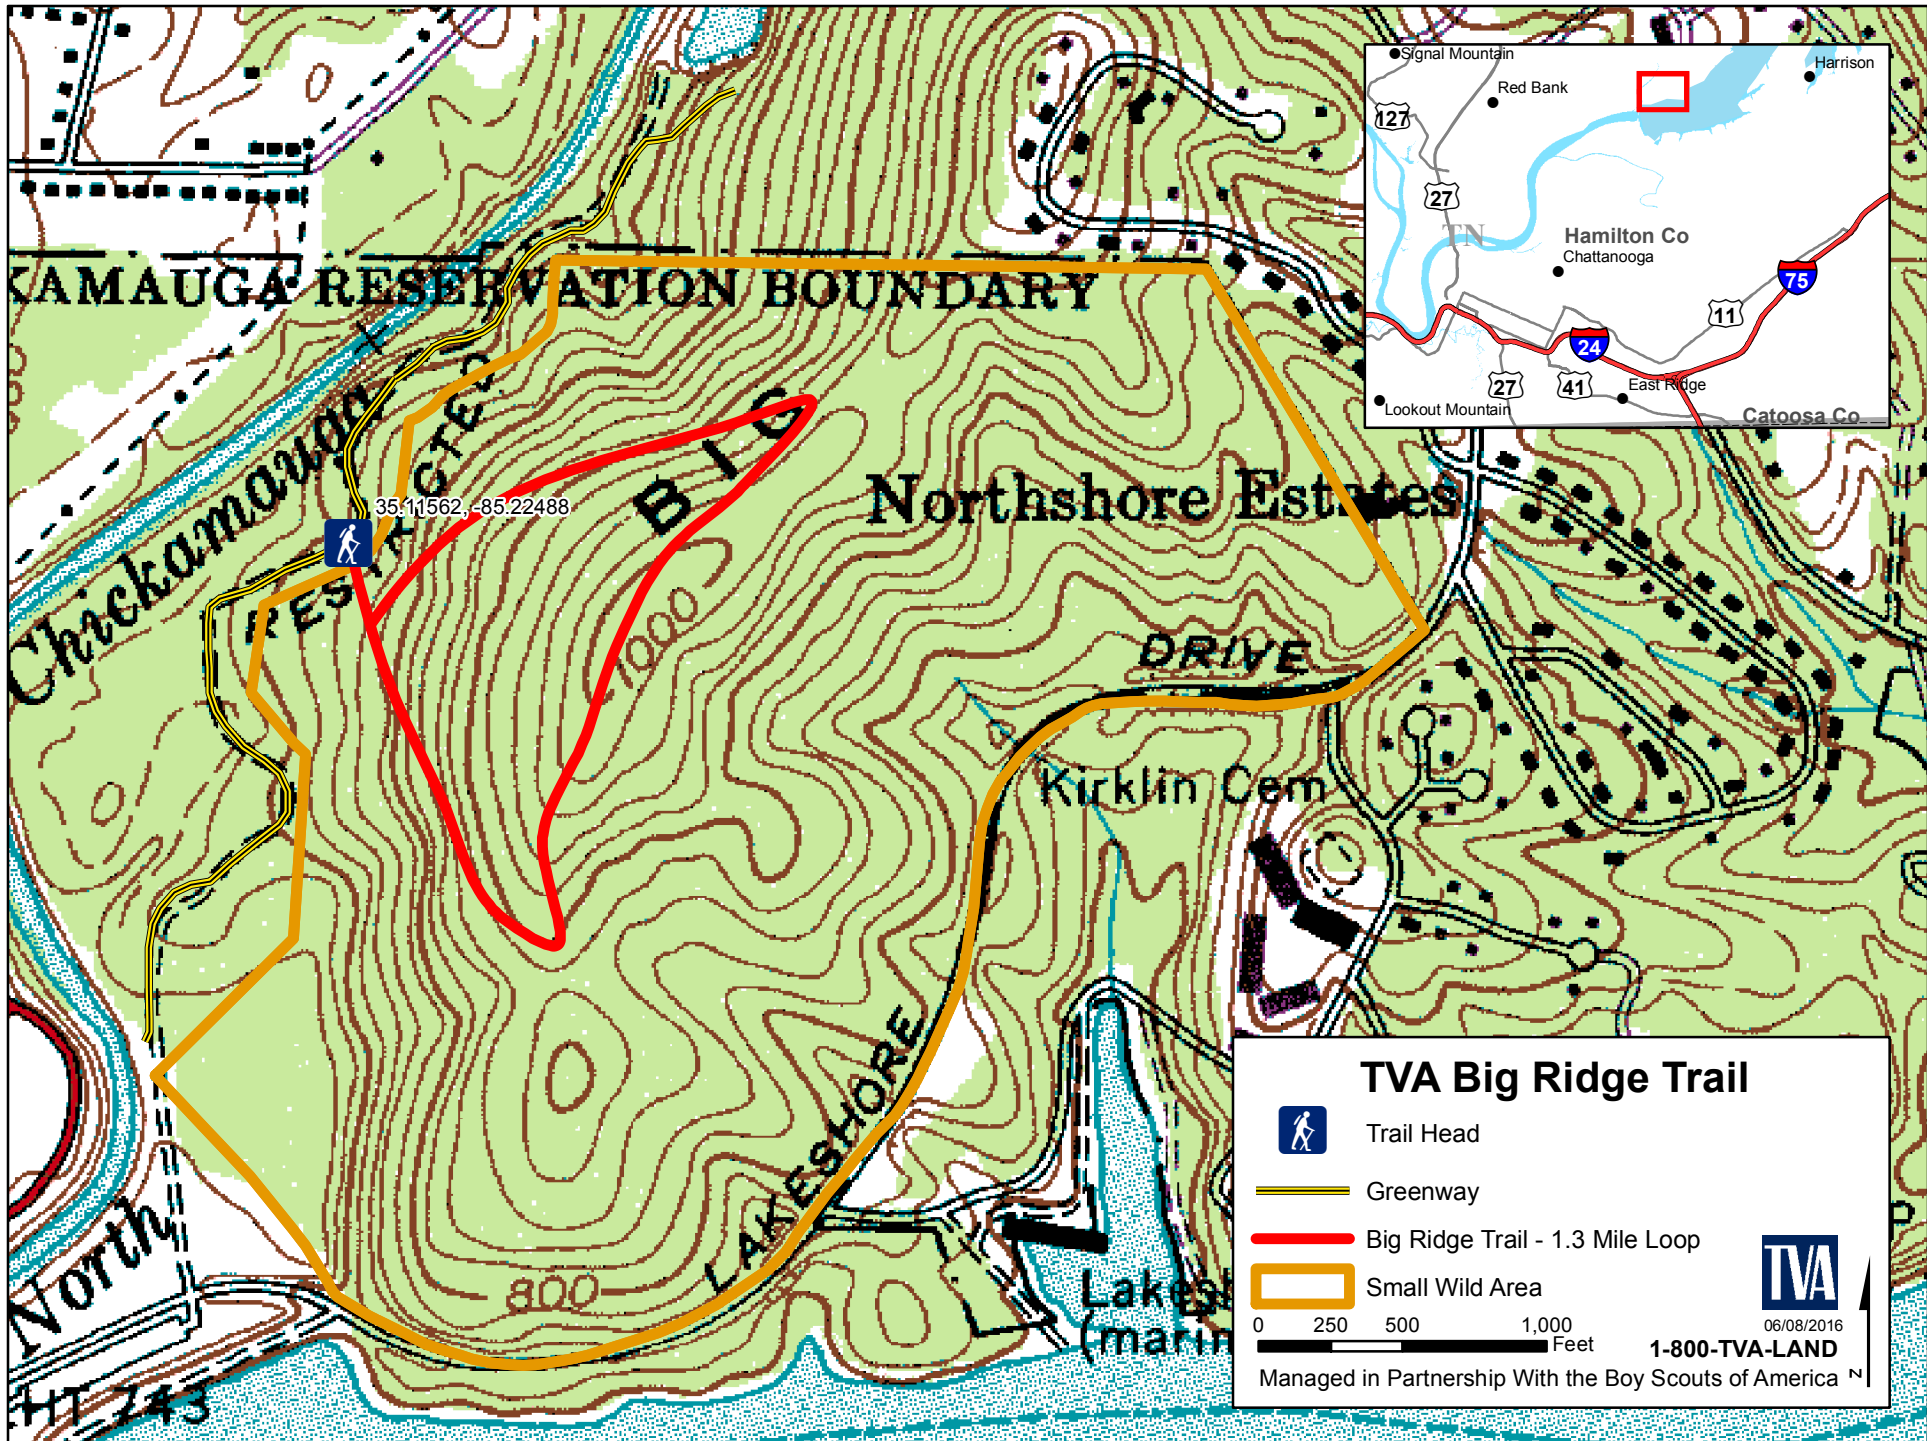 Signal Mountain
Harrison
Red Bank
127
27
TN
Hamilton Co
Chattanooga
75
11
24
27
41
East Ridge
Lookout Mountain
Catoosa Co
KAMAUGA RESERVATION BOUNDARY
RESTRICTED
BIG
Northshore Estates
35.11562, -85.22488
Chickamauga
1000
DRIVE
Kirklin Cem
LAKESHORE
800
North
HT 743
Lakesh
(marin
TVA Big Ridge Trail
Trail Head
Greenway
Big Ridge Trail - 1.3 Mile Loop
Small Wild Area
TVA
0 250 500 1,000
Feet
06/08/2016
1-800-TVA-LAND
Managed in Partnership With the Boy Scouts of America
N